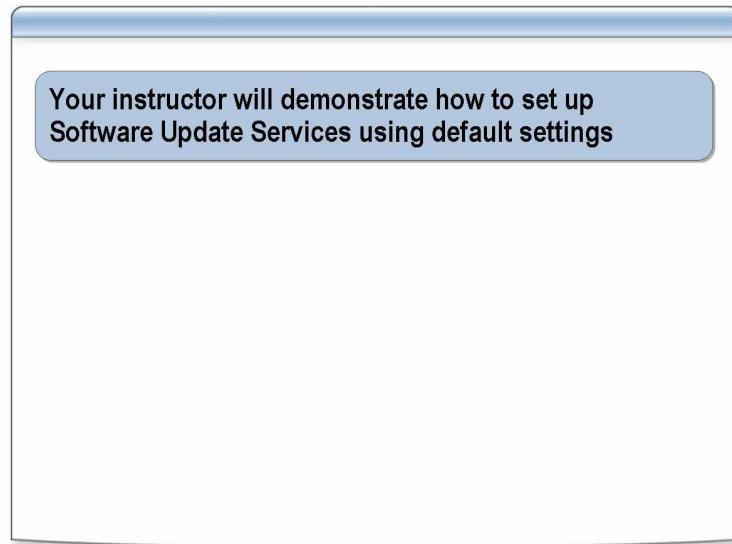 Your instructor will demonstrate how to set up
Software Update Services using default settings